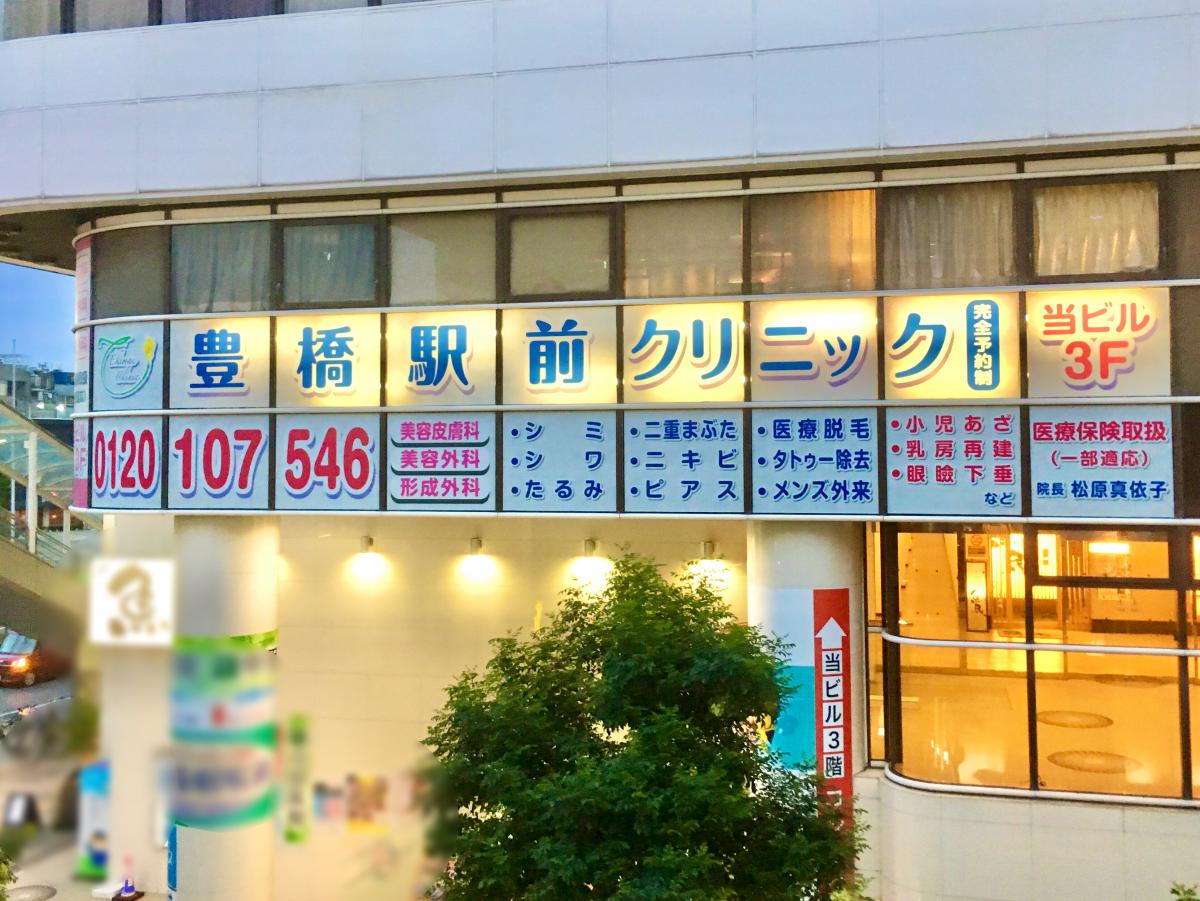 Ekimae
Clinic
豊橋駅前クリニック
完全予約制
当ビル
3F
0120 107 546
美容皮膚科
美容外科
形成外科
・シミ
・シワ
・たるみ
・二重まぶた
・ニキビ
・ピアス
・医療脱毛
・タトゥー除去
・メンズ外来
・小児あざ
・乳房再建
・眼瞼下垂
など
医療保険取扱
(一部適応)
院長 松原真依子
当ビル3階